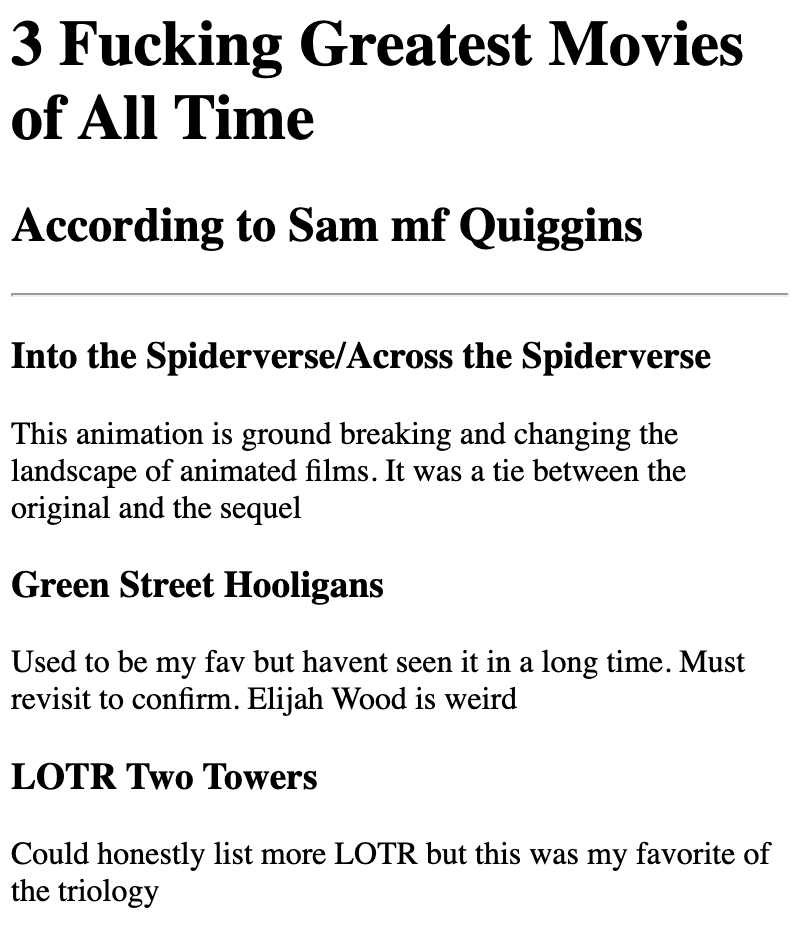 3 Fucking Greatest Movies
of All Time
According to Sam mf Quiggins
Into the Spiderverse/Across the Spiderverse
This animation is ground breaking and changing the
landscape of animated films. It was a tie between the
original and the sequel
Green Street Hooligans
Used to be my fav but havent seen it in a long time. Must
revisit to confirm. Elijah Wood is weird
LOTR Two Towers
Could honestly list more LOTR but this was my favorite of
the triology